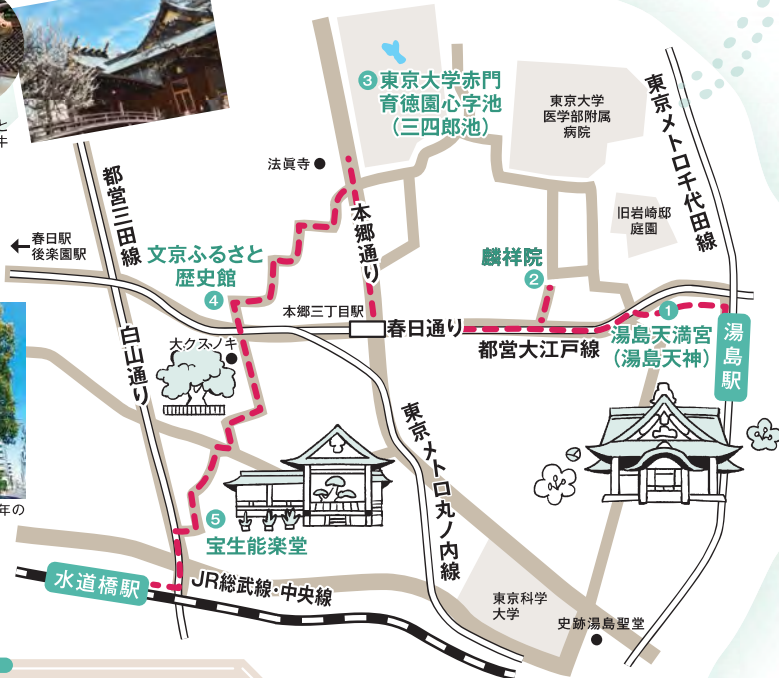 と
牛
都営三田線
法眞寺
③東京大学赤門
育徳園心字池
(三四郎池)
東京大学
医学部附属
病院
東京メトロ千代田線
旧岩崎邸
庭園
春日駅
後楽園駅
文京ふるさと
歴史館
④
本郷通り
麟祥院
②
本郷三丁目駅
春日通り
都営大江戸線
①
湯島天満宮
(湯島天神)
湯島駅
大クスノキ
白山通り
東京メトロ丸ノ内線
年の
⑤
宝生能楽堂
水道橋駅
JR総武線・中央線
東京科学
大学
史跡湯島聖堂